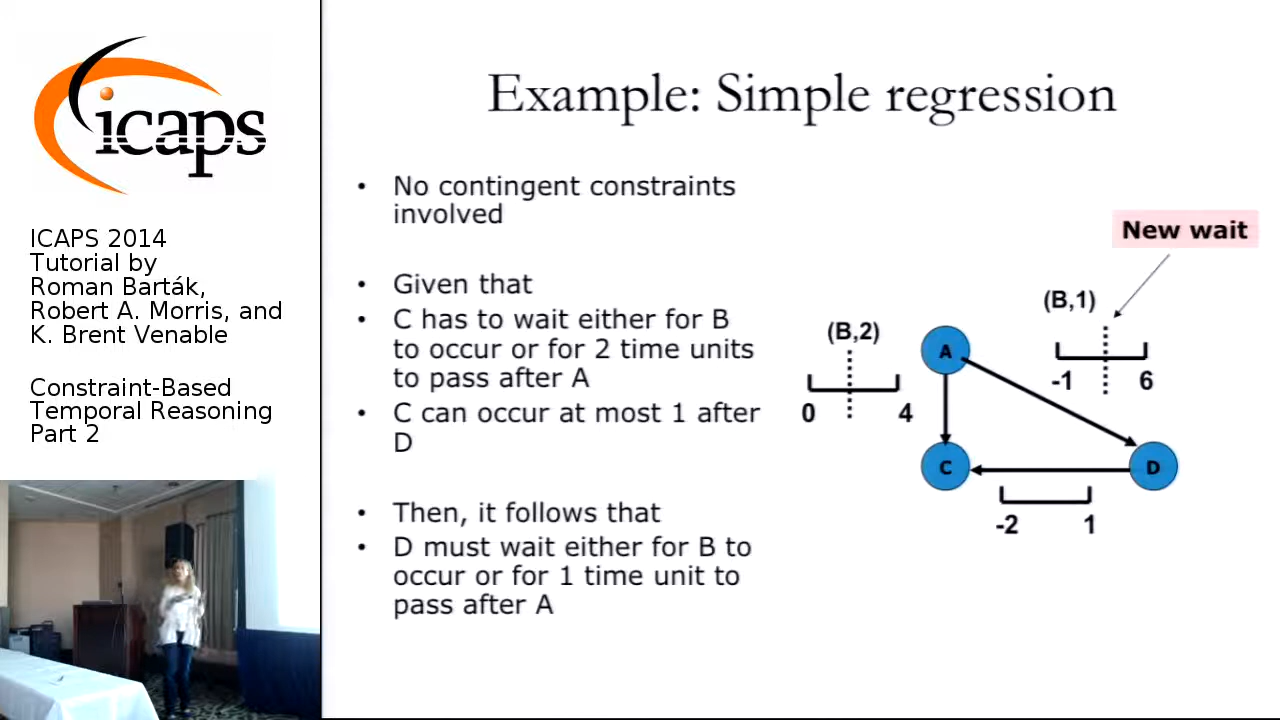 icaps
ICAPS 2014
Tutorial by
Roman Barták,
Robert A. Morris, and
K. Brent Venable
Constraint-Based
Temporal Reasoning
Part 2
Example: Simple regression
• No contingent constraints
involved
• Given that
• C has to wait either for B
to occur or for 2 time units
to pass after A
• C can occur at most 1 after
D
• Then, it follows that
• D must wait either for B to
occur or for 1 time unit to
pass after A
New wait
(B,1)
(B,2)
A
-1 6
0 4
C
D
-2 1